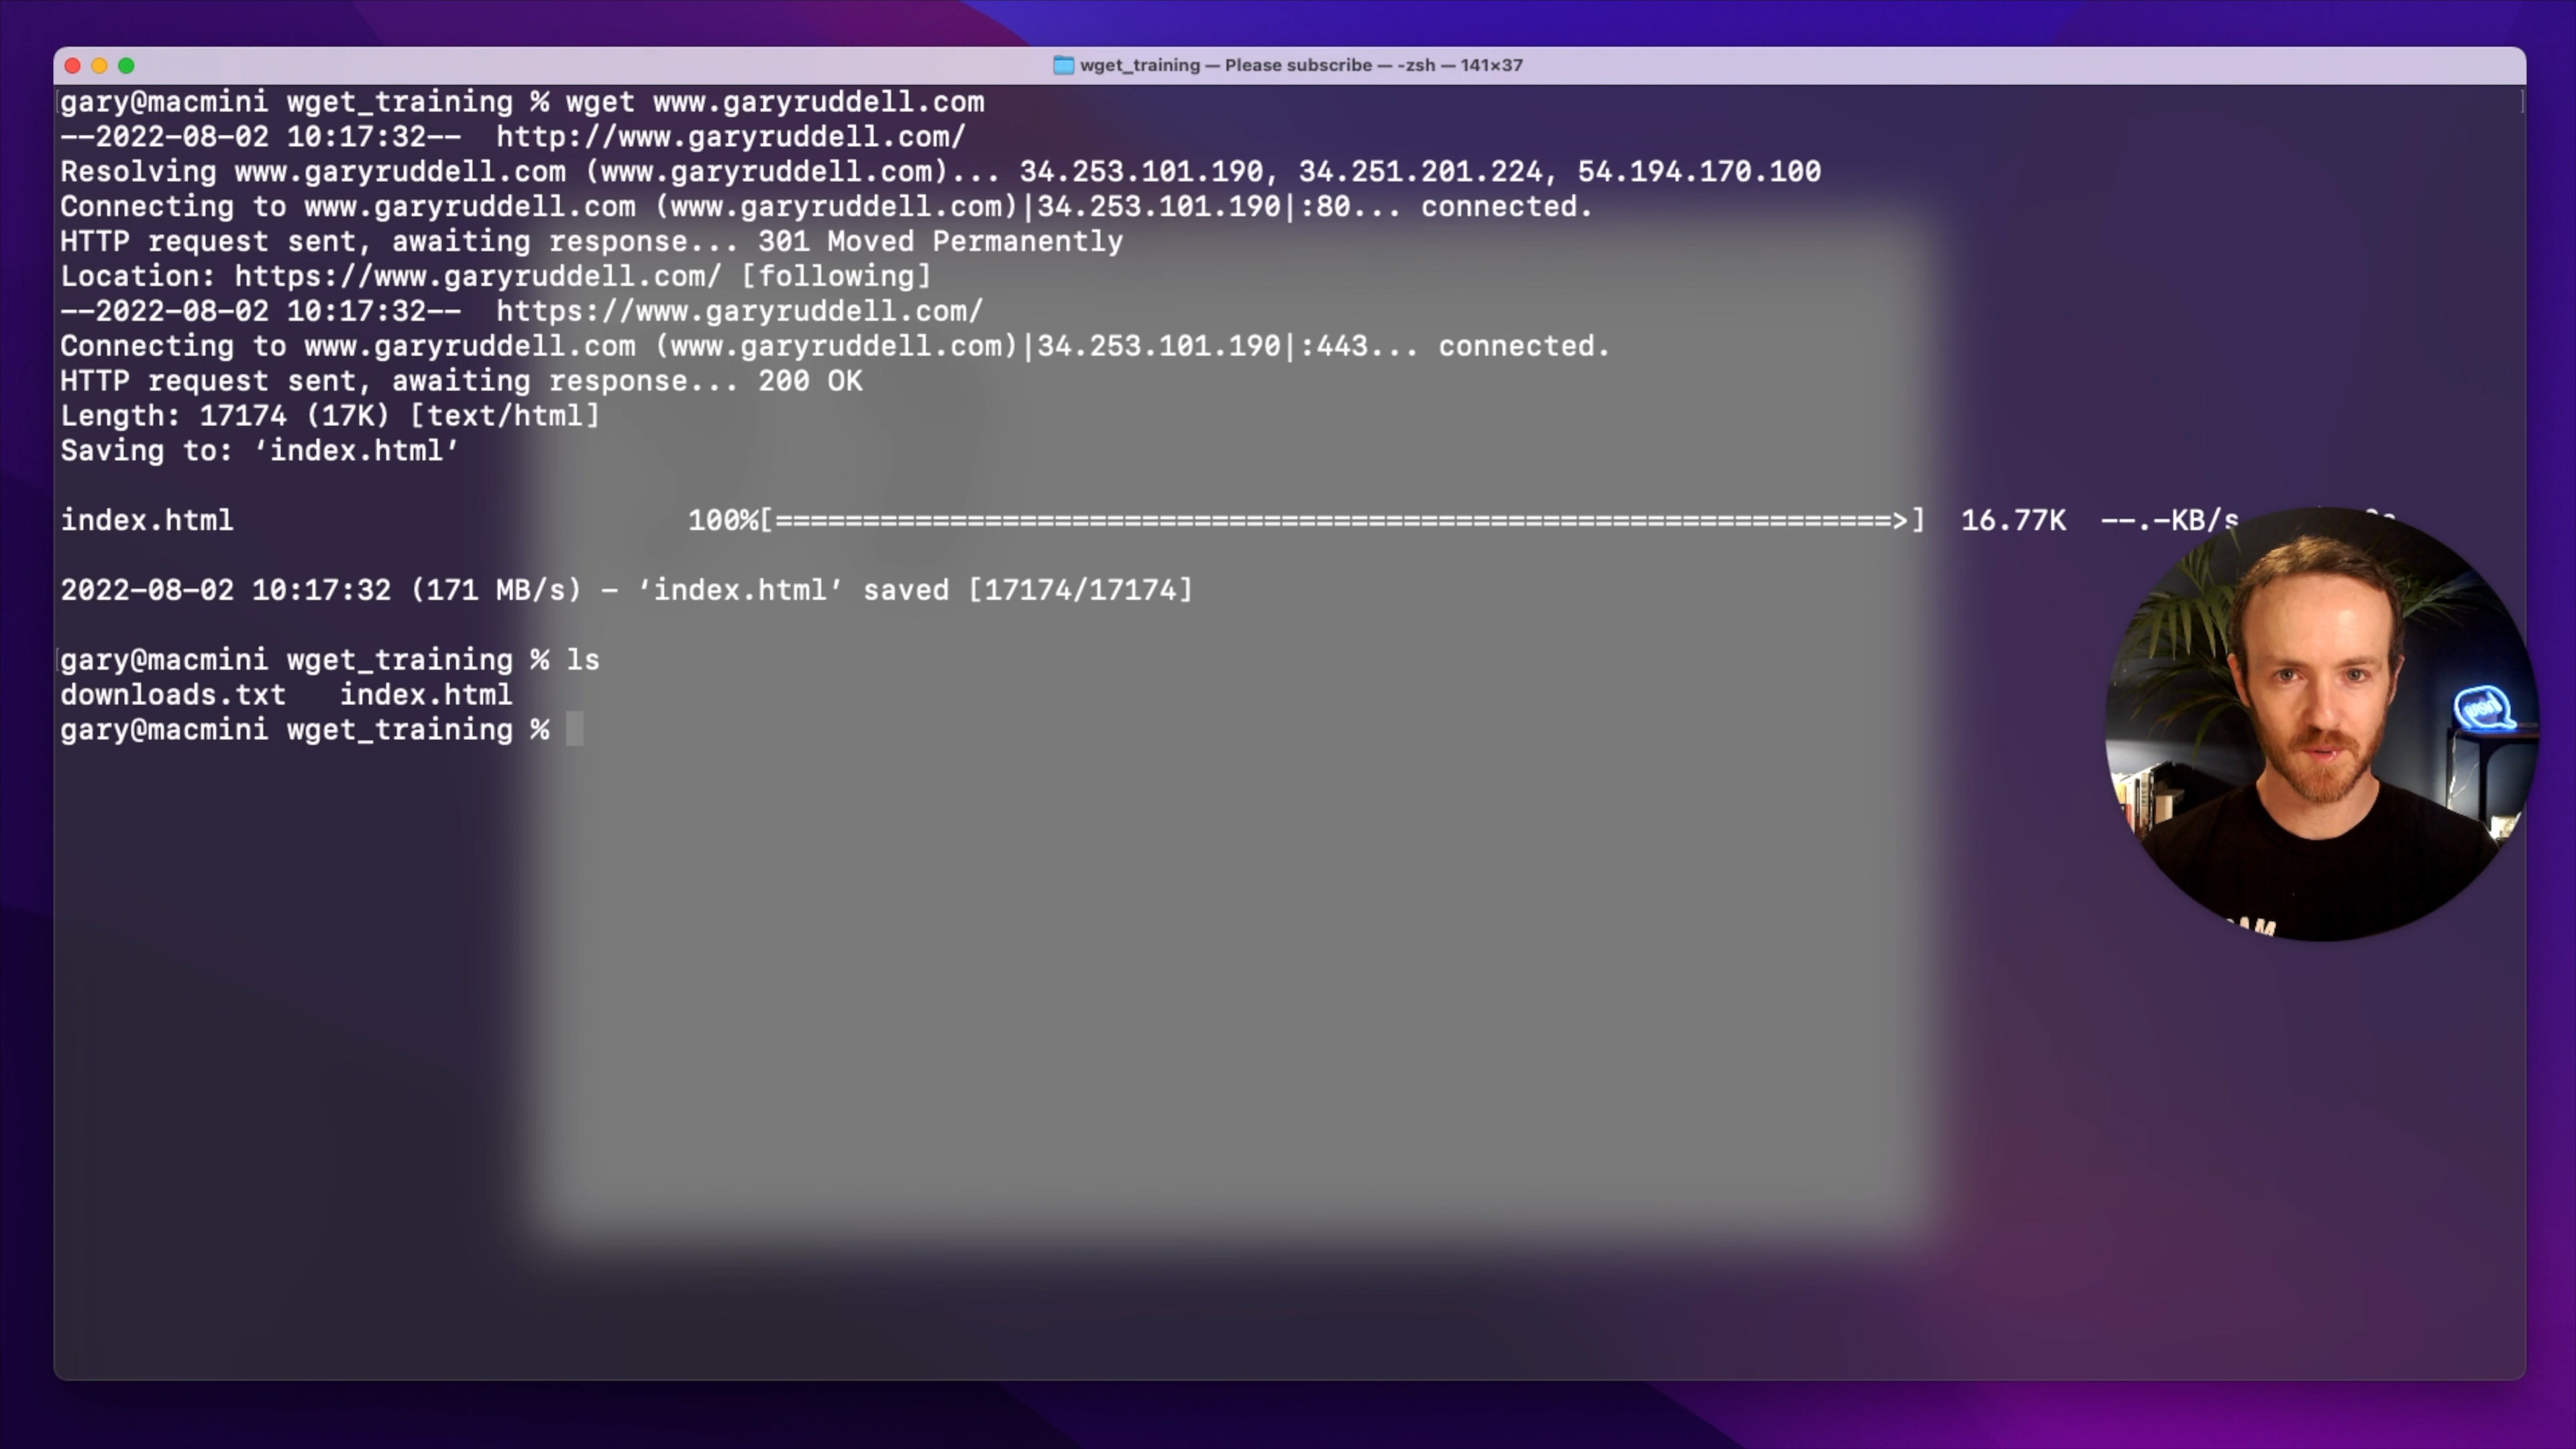 wget_training — Please subscribe — -zsh — 141×37
gary@macmini wget_training % wget www.garyruddell.com
--2022-08-02 10:17:32--  http://www.garyruddell.com/
Resolving www.garyruddell.com (www.garyruddell.com)... 34.253.101.190, 34.251.201.224, 54.194.170.100
Connecting to www.garyruddell.com (www.garyruddell.com)|34.253.101.190|:80... connected.
HTTP request sent, awaiting response... 301 Moved Permanently
Location: https://www.garyruddell.com/ [following]
--2022-08-02 10:17:32--  https://www.garyruddell.com/
Connecting to www.garyruddell.com (www.garyruddell.com)|34.253.101.190|:443... connected.
HTTP request sent, awaiting response... 200 OK
Length: 17174 (17K) [text/html]
Saving to: ‘index.html’
index.html 100%[================================================================>] 16.77K --.-KB/s
2022-08-02 10:17:32 (171 MB/s) - ‘index.html’ saved [17174/17174]
gary@macmini wget_training % ls
downloads.txt   index.html
gary@macmini wget_training %